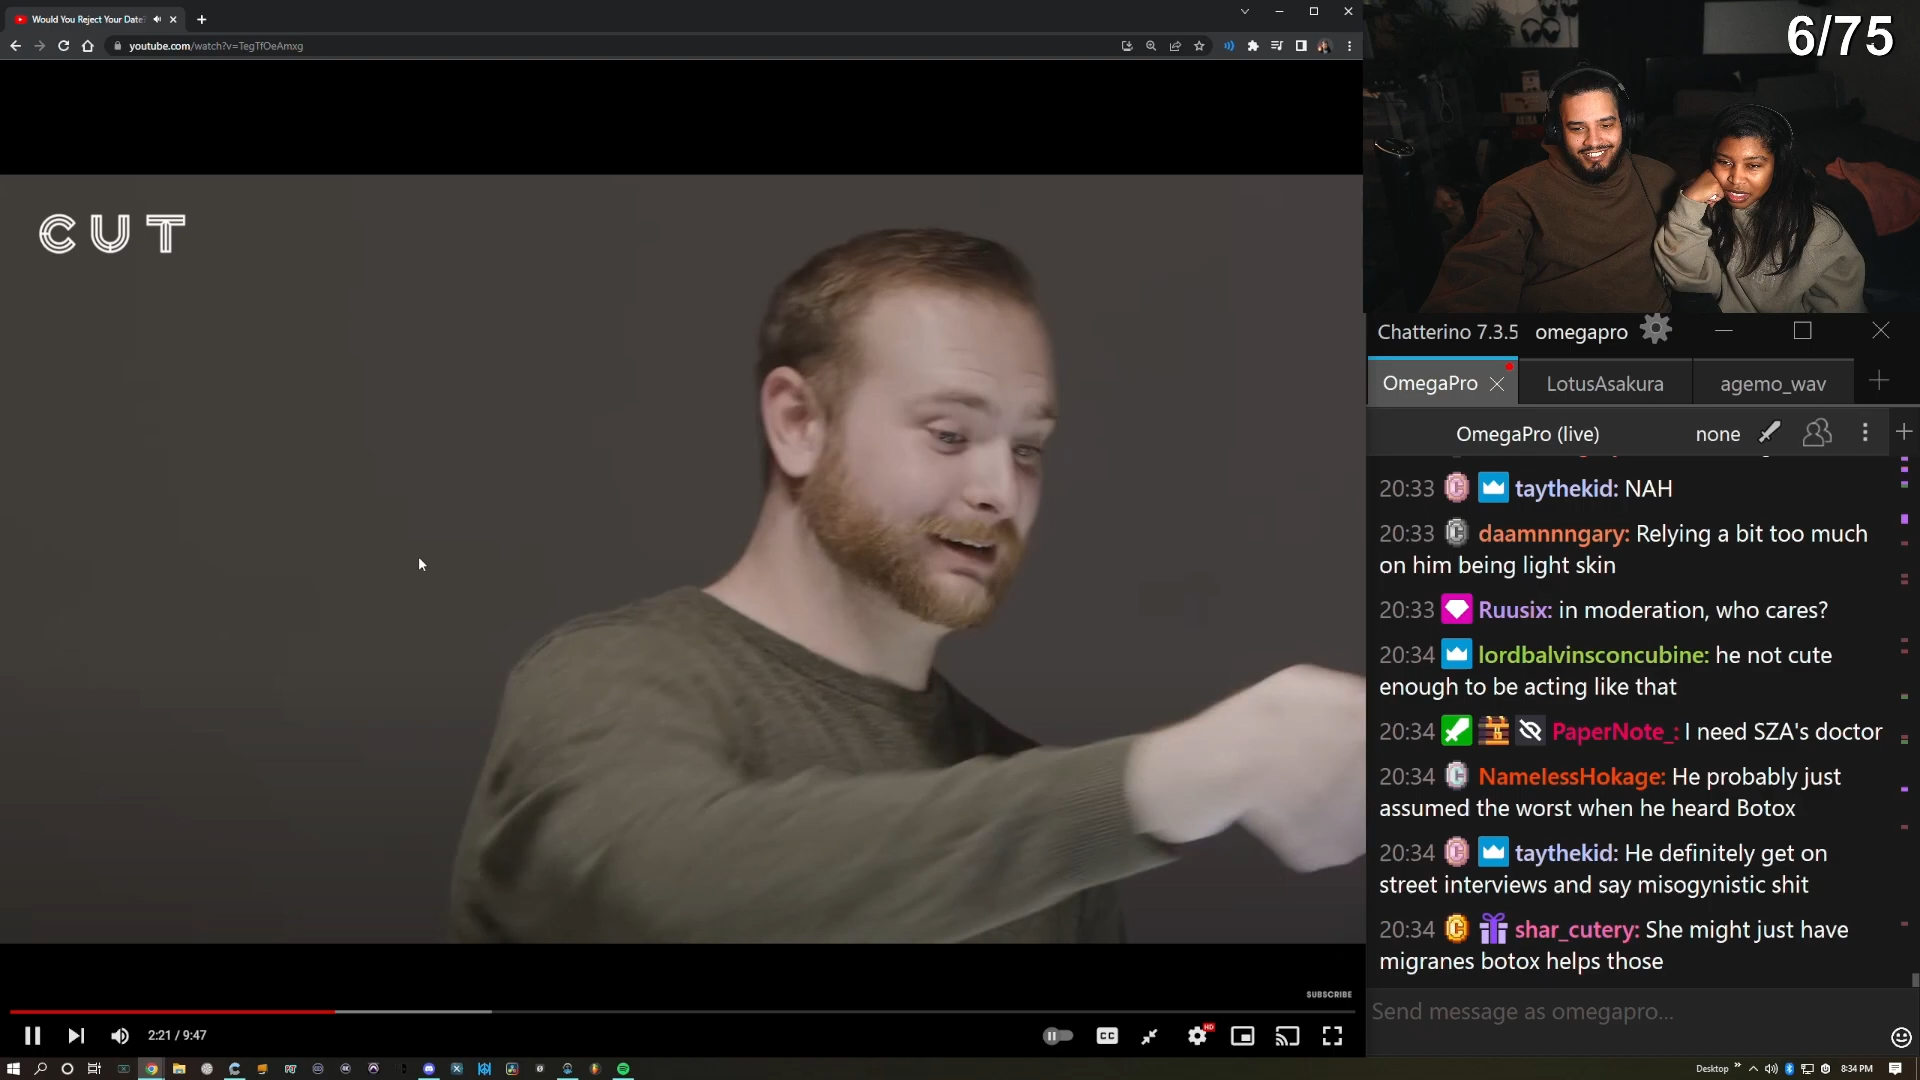 Would You Reject Your Date
youtube.com/watch?v=TegTfOeAmxg
6/75
CUT
Chatterino 7.3.5 omegapro
OmegaPro LotusAsakura agemo_wav
OmegaPro (live) none
20:33 taythekid: NAH
20:33 daamnnngary: Relying a bit too much
on him being light skin
20:33 Ruusix: in moderation, who cares?
20:34 lordbalvinsconcubine: he not cute
enough to be acting like that
20:34 PaperNote_: I need SZA's doctor
20:34 NamelessHokage: He probably just
assumed the worst when he heard Botox
20:34 taythekid: He definitely get on
street interviews and say misogynistic shit
20:34 shar_cutery: She might just have
migranes botox helps those
Send message as omegapro...
SUBSCRIBE
2:21 / 9:47
CC
HD
Desktop
8:34 PM